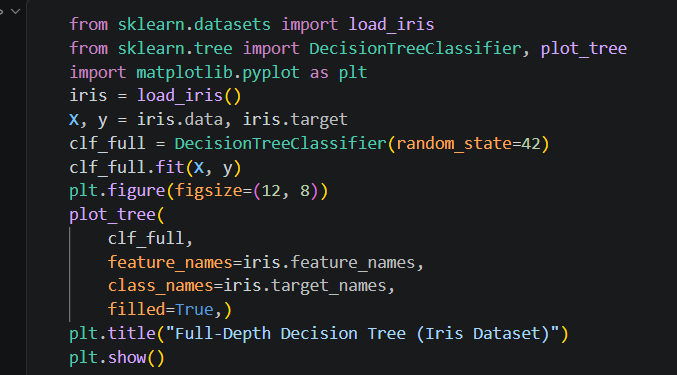 from sklearn.datasets import load_iris
from sklearn.tree import DecisionTreeClassifier, plot_tree
import matplotlib.pyplot as plt
iris = load_iris()
X, y = iris.data, iris.target
clf_full = DecisionTreeClassifier(random_state=42)
clf_full.fit(X, y)
plt.figure(figsize=(12, 8))
plot_tree(
    clf_full,
    feature_names=iris.feature_names,
    class_names=iris.target_names,
    filled=True,)
plt.title("Full-Depth Decision Tree (Iris Dataset)")
plt.show()